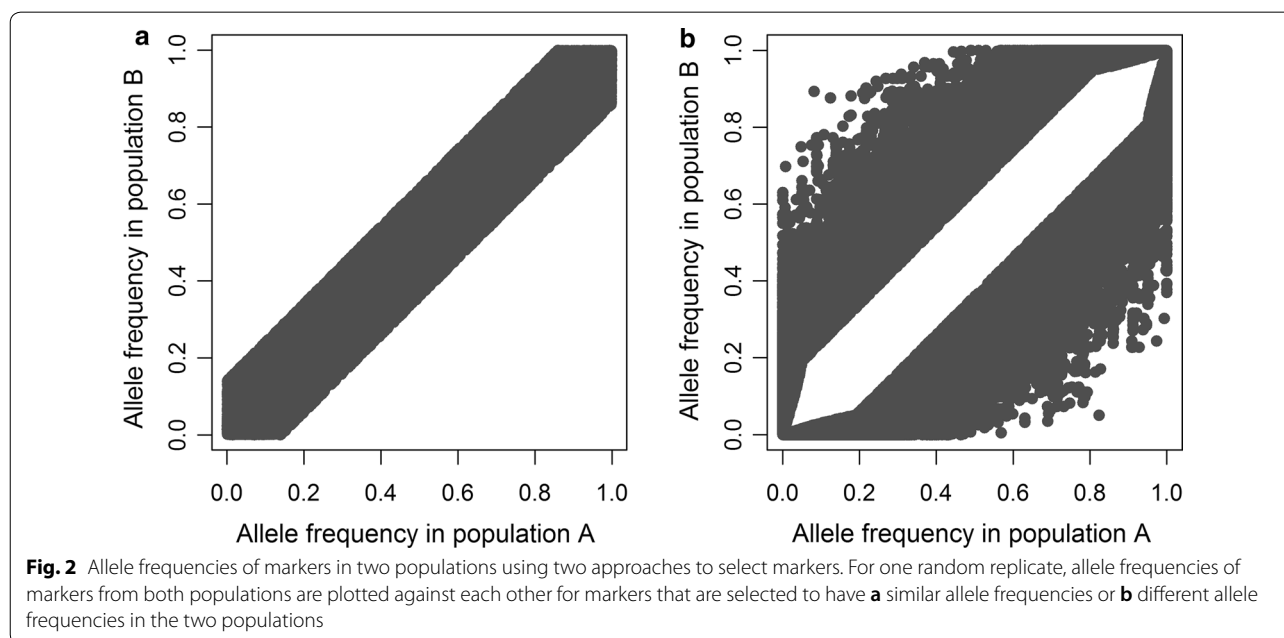 a
Allele frequency in population B
1.0
0.8
0.6
0.4
0.2
0.0
0.0 0.2 0.4 0.6 0.8 1.0
Allele frequency in population A
b
Allele frequency in population B
1.0
0.8
0.6
0.4
0.2
0.0
0.0 0.2 0.4 0.6 0.8 1.0
Allele frequency in population A
Fig. 2 Allele frequencies of markers in two populations using two approaches to select markers. For one random replicate, allele frequencies of
markers from both populations are plotted against each other for markers that are selected to have a similar allele frequencies or b different allele
frequencies in the two populations